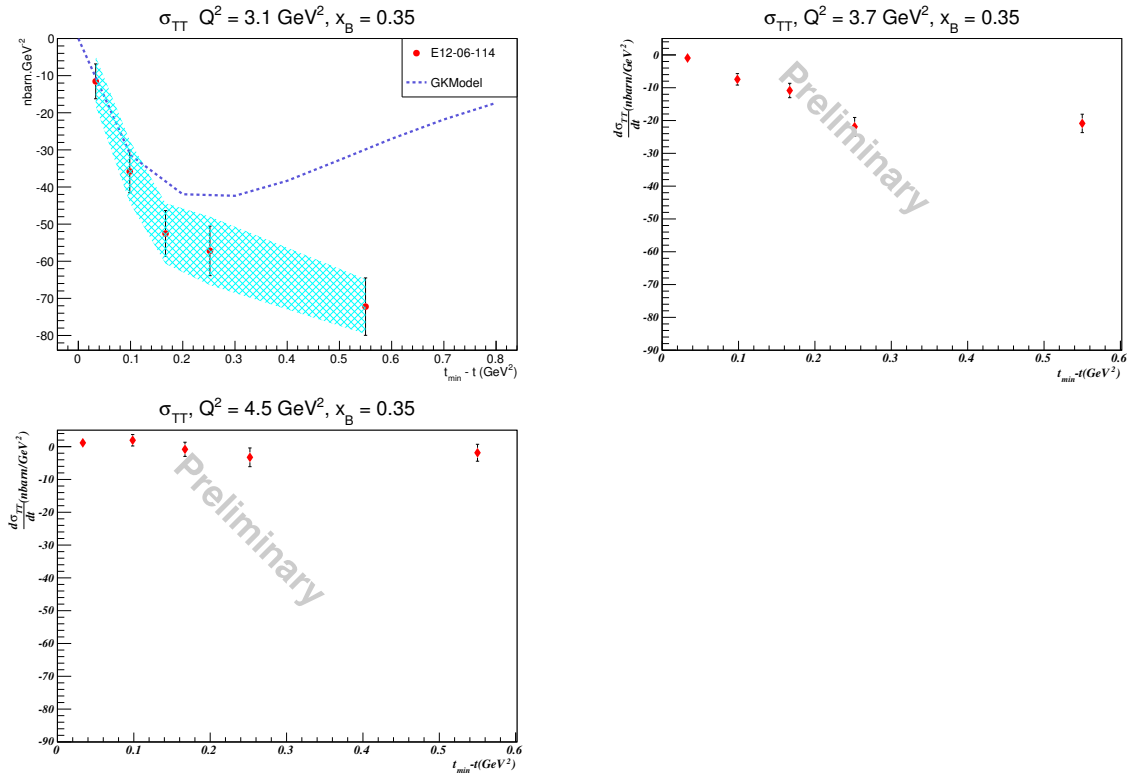 σTT Q² = 3.1 GeV², xB = 0.35
nbarn.GeV⁻²
0
-10
-20
-30
-40
-50
-60
-70
-80
E12-06-114
GKModel
0 0.1 0.2 0.3 0.4 0.5 0.6 0.7 0.8
tmin - t (GeV²)
σTT, Q² = 3.7 GeV², xB = 0.35
dσTT/dt (nbarn/GeV²)
0
-10
-20
-30
-40
-50
-60
-70
-80
-90
Preliminary
0 0.1 0.2 0.3 0.4 0.5 0.6
tmin-t(GeV²)
σTT, Q² = 4.5 GeV², xB = 0.35
dσTT/dt (nbarn/GeV²)
0
-10
-20
-30
-40
-50
-60
-70
-80
-90
Preliminary
0 0.1 0.2 0.3 0.4 0.5 0.6
tmin-t(GeV²)